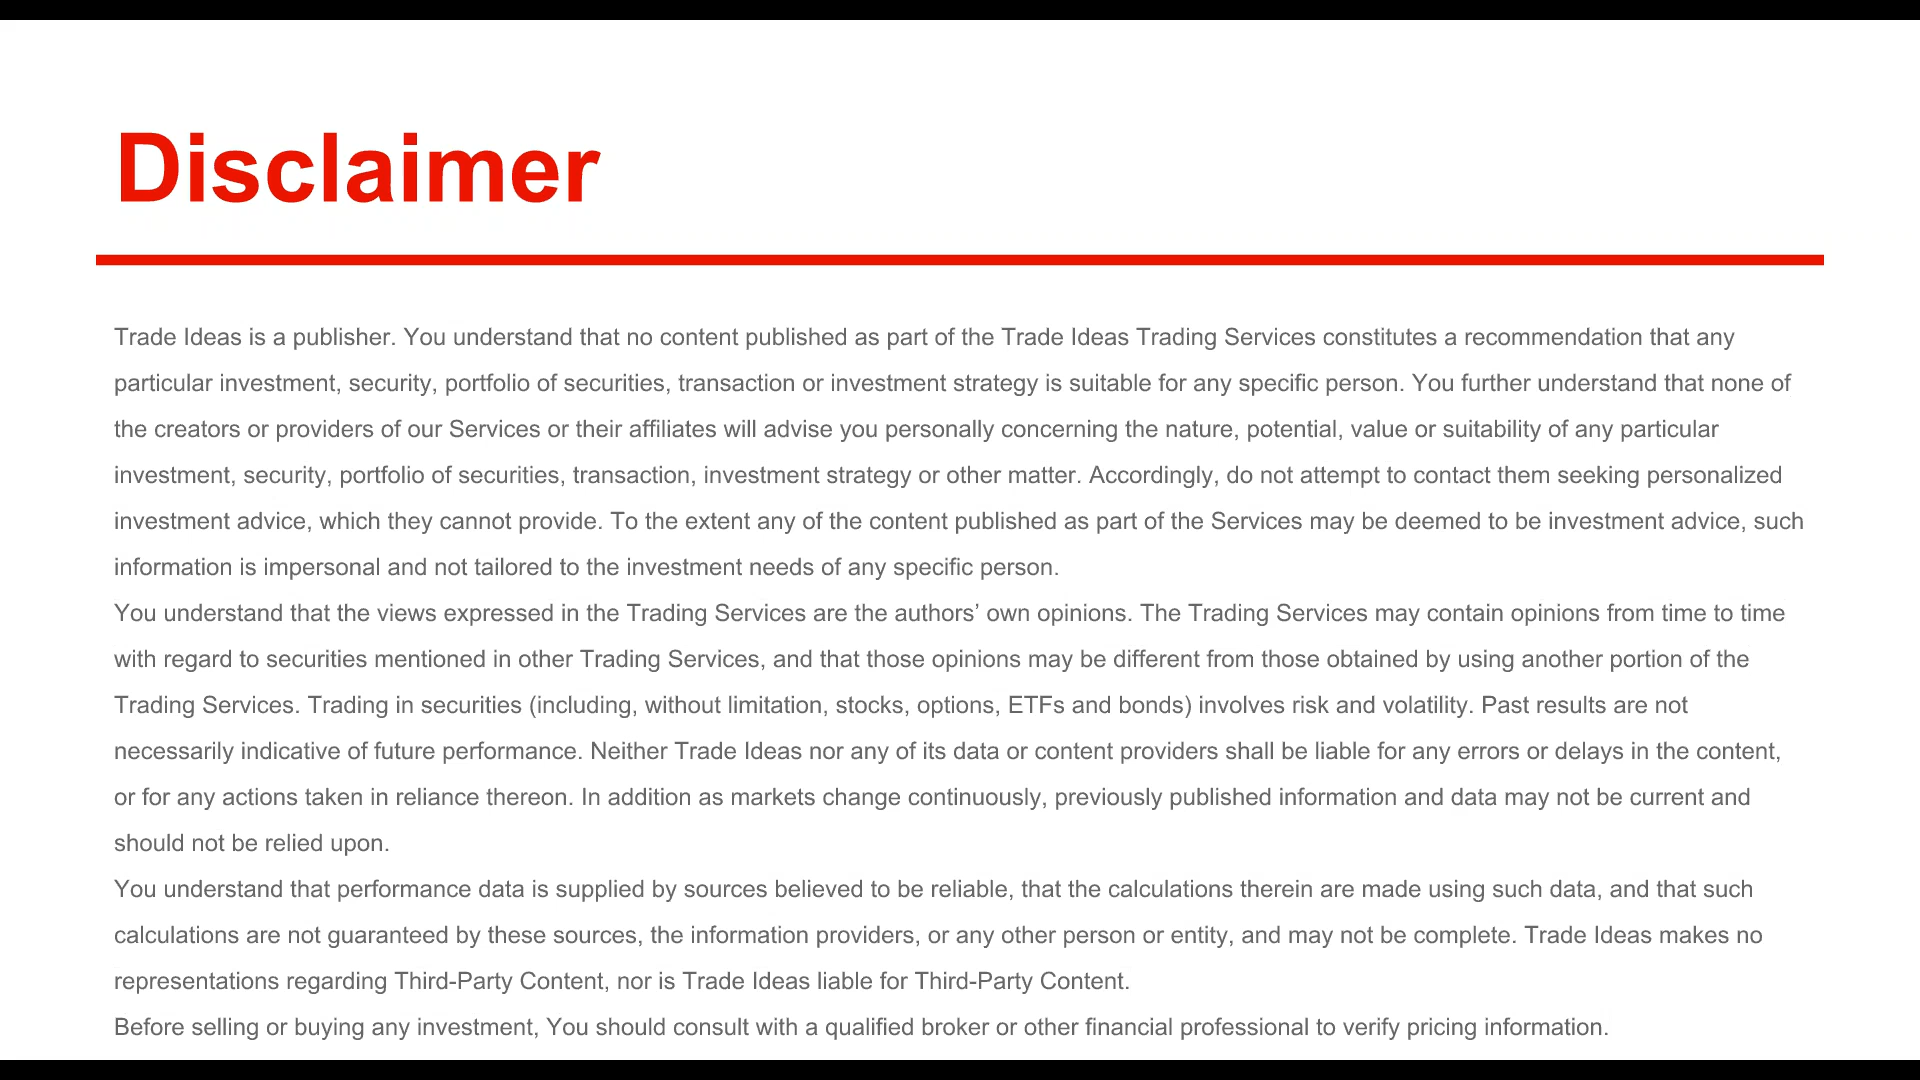 Disclaimer
Trade Ideas is a publisher. You understand that no content published as part of the Trade Ideas Trading Services constitutes a recommendation that any
particular investment, security, portfolio of securities, transaction or investment strategy is suitable for any specific person. You further understand that none of
the creators or providers of our Services or their affiliates will advise you personally concerning the nature, potential, value or suitability of any particular
investment, security, portfolio of securities, transaction, investment strategy or other matter. Accordingly, do not attempt to contact them seeking personalized
investment advice, which they cannot provide. To the extent any of the content published as part of the Services may be deemed to be investment advice, such
information is impersonal and not tailored to the investment needs of any specific person.
You understand that the views expressed in the Trading Services are the authors’ own opinions. The Trading Services may contain opinions from time to time
with regard to securities mentioned in other Trading Services, and that those opinions may be different from those obtained by using another portion of the
Trading Services. Trading in securities (including, without limitation, stocks, options, ETFs and bonds) involves risk and volatility. Past results are not
necessarily indicative of future performance. Neither Trade Ideas nor any of its data or content providers shall be liable for any errors or delays in the content,
or for any actions taken in reliance thereon. In addition as markets change continuously, previously published information and data may not be current and
should not be relied upon.
You understand that performance data is supplied by sources believed to be reliable, that the calculations therein are made using such data, and that such
calculations are not guaranteed by these sources, the information providers, or any other person or entity, and may not be complete. Trade Ideas makes no
representations regarding Third-Party Content, nor is Trade Ideas liable for Third-Party Content.
Before selling or buying any investment, You should consult with a qualified broker or other financial professional to verify pricing information.